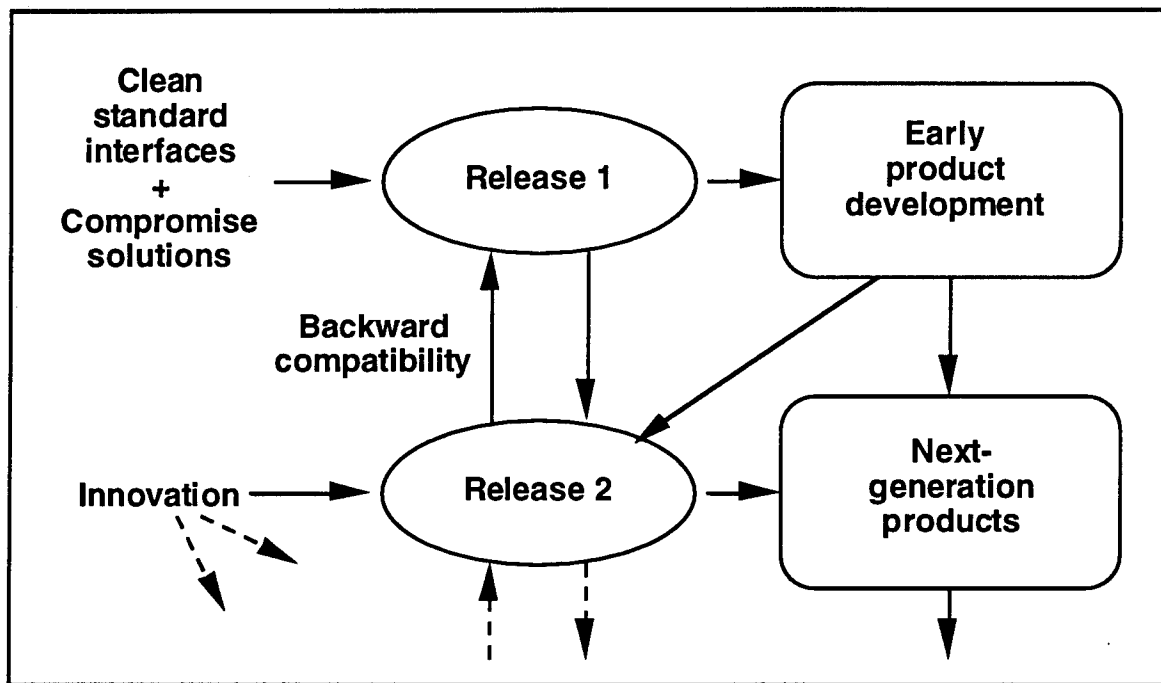 Clean
standard
interfaces
+
Compromise
solutions
Release 1
Early
product
development
Backward
compatibility
Innovation
Release 2
Next-
generation
products